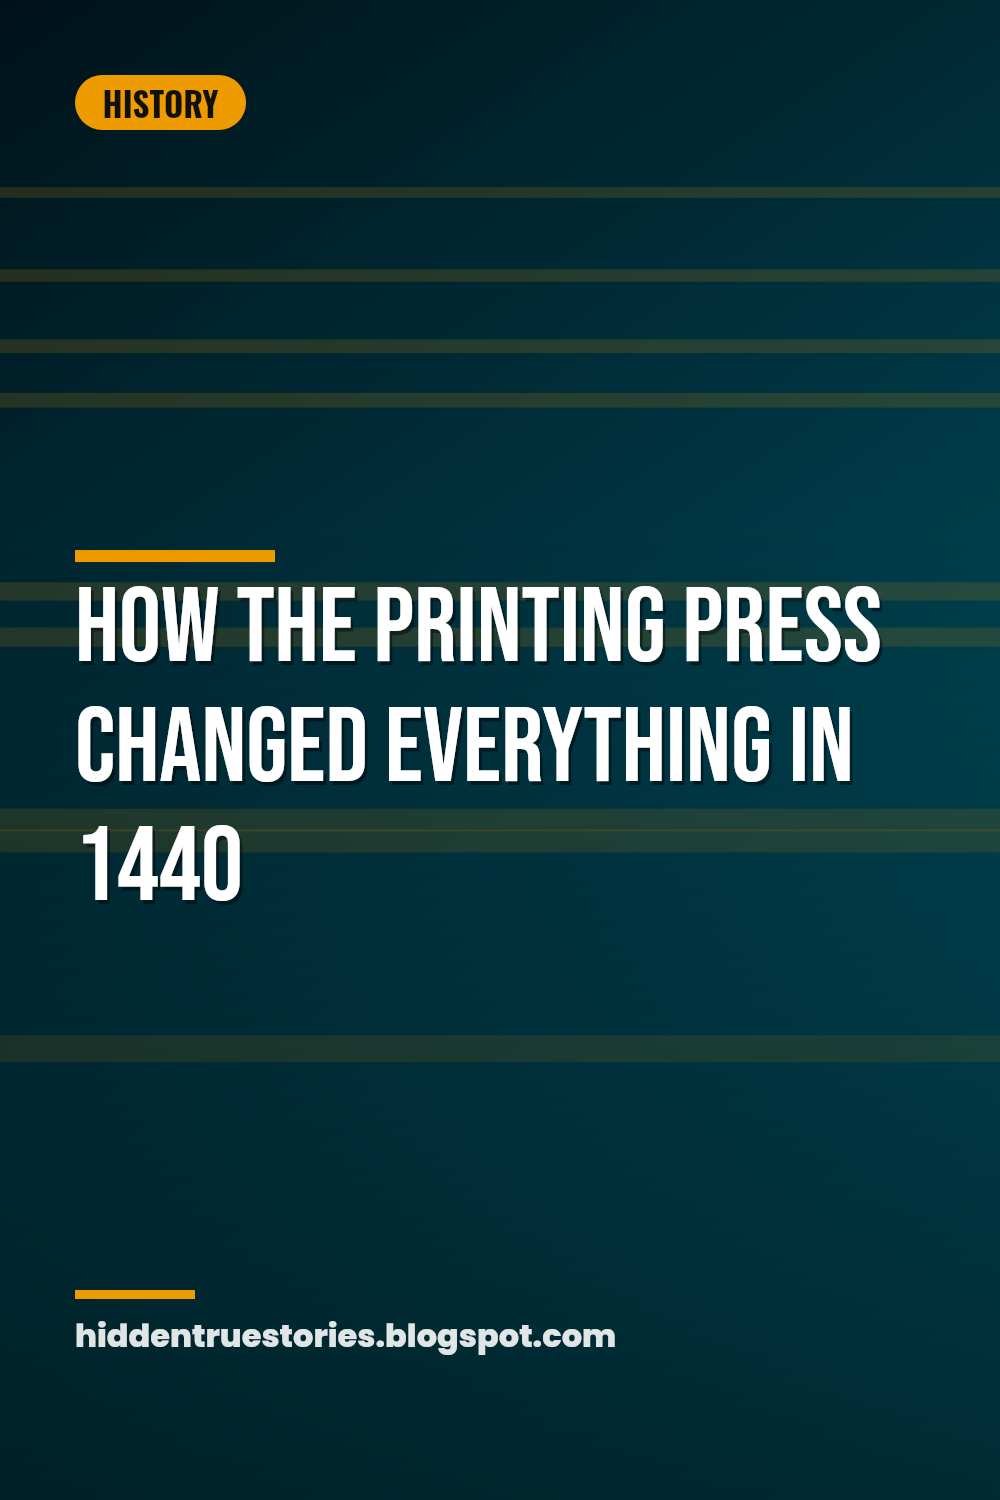 HISTORY
HOW THE PRINTING PRESS
CHANGED EVERYTHING IN
1440
hiddentruestories.blogspot.com